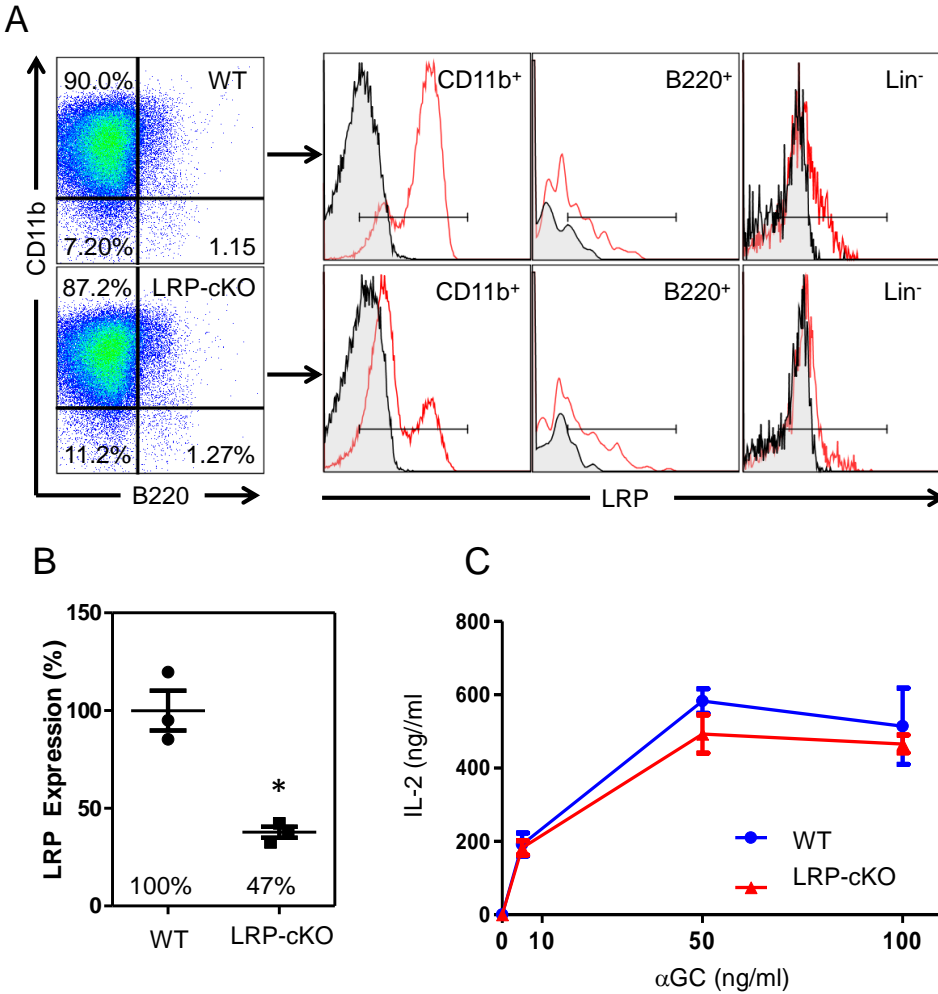 A
90.0%
WT
7.20%
1.15
87.2%
LRP-cKO
11.2%
1.27%
CD11b
B220
CD11b⁺
B220⁺
Lin⁻
CD11b⁺
B220⁺
Lin⁻
LRP
B
LRP Expression (%)
150
100
50
0
*
100%
47%
WT
LRP-cKO
C
IL-2 (ng//ml)
800
600
400
200
0
WT
LRP-cKO
0 10 50 100
αGC (ng/ml)